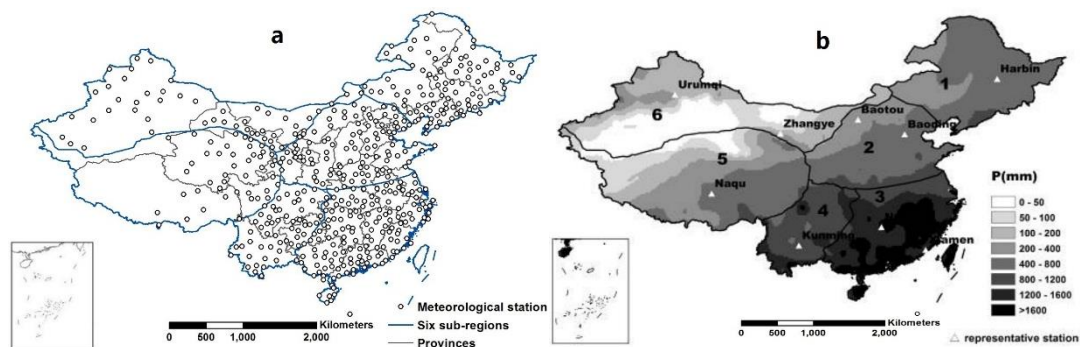 a
Meteorological station
Kilometers
0 500 1,000 2,000
Six sub-regions
Provinces
b
Harbin
1
Urumqi
6
Baotou
Zhangye
Baoding
2
5
P(mm)
Naqu
3
0 - 50
50 - 100
4
100 - 200
Kunming
200 - 400
400 - 800
800 - 1200
1200 - 1600
Kilometers
>1600
0 500 1,000 2,000
representative station